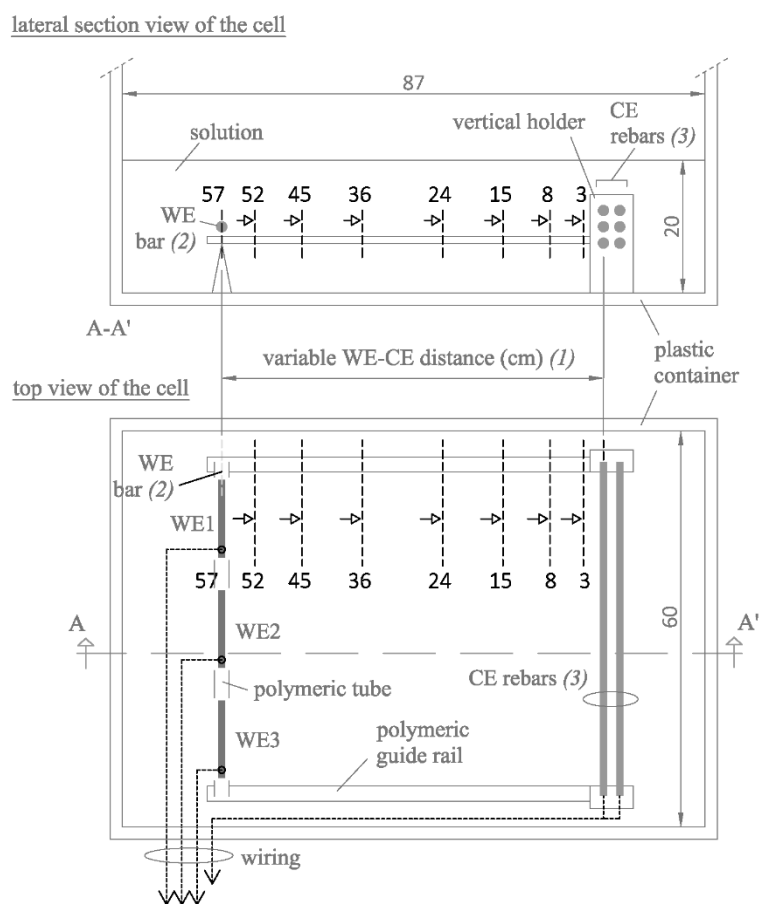 lateral section view of the cell
87
solution
vertical holder
CE
rebars (3)
57 52 45 36 24 15 8 3
WE
bar (2)
20
A-A'
variable WE-CE distance (cm) (1)
plastic
container
top view of the cell
WE
bar (2)
WE1
57 52 45 36 24 15 8 3
A
A'
60
WE2
CE rebars (3)
polymeric tube
WE3
polymeric
guide rail
wiring